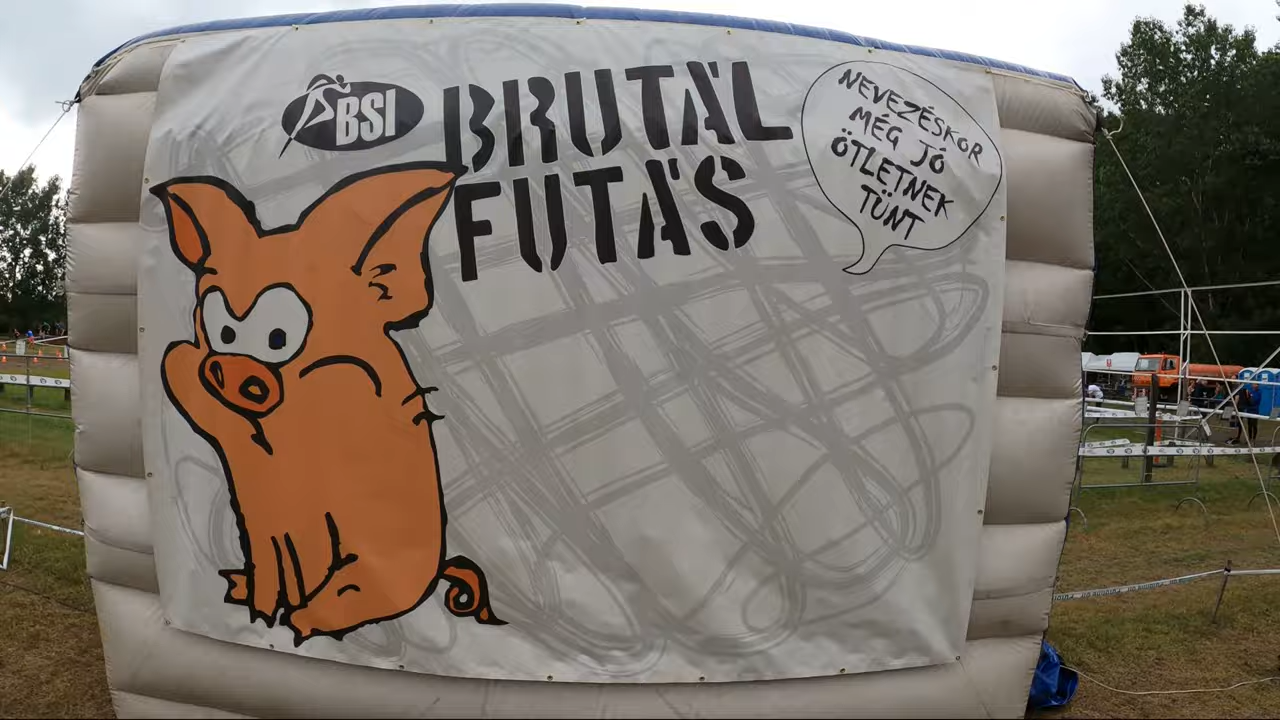 BSI
BRUTÁL
FUTÁS
NEVEZÉSKOR
MÉG JÓ
ÖTLETNEK
TŰNT